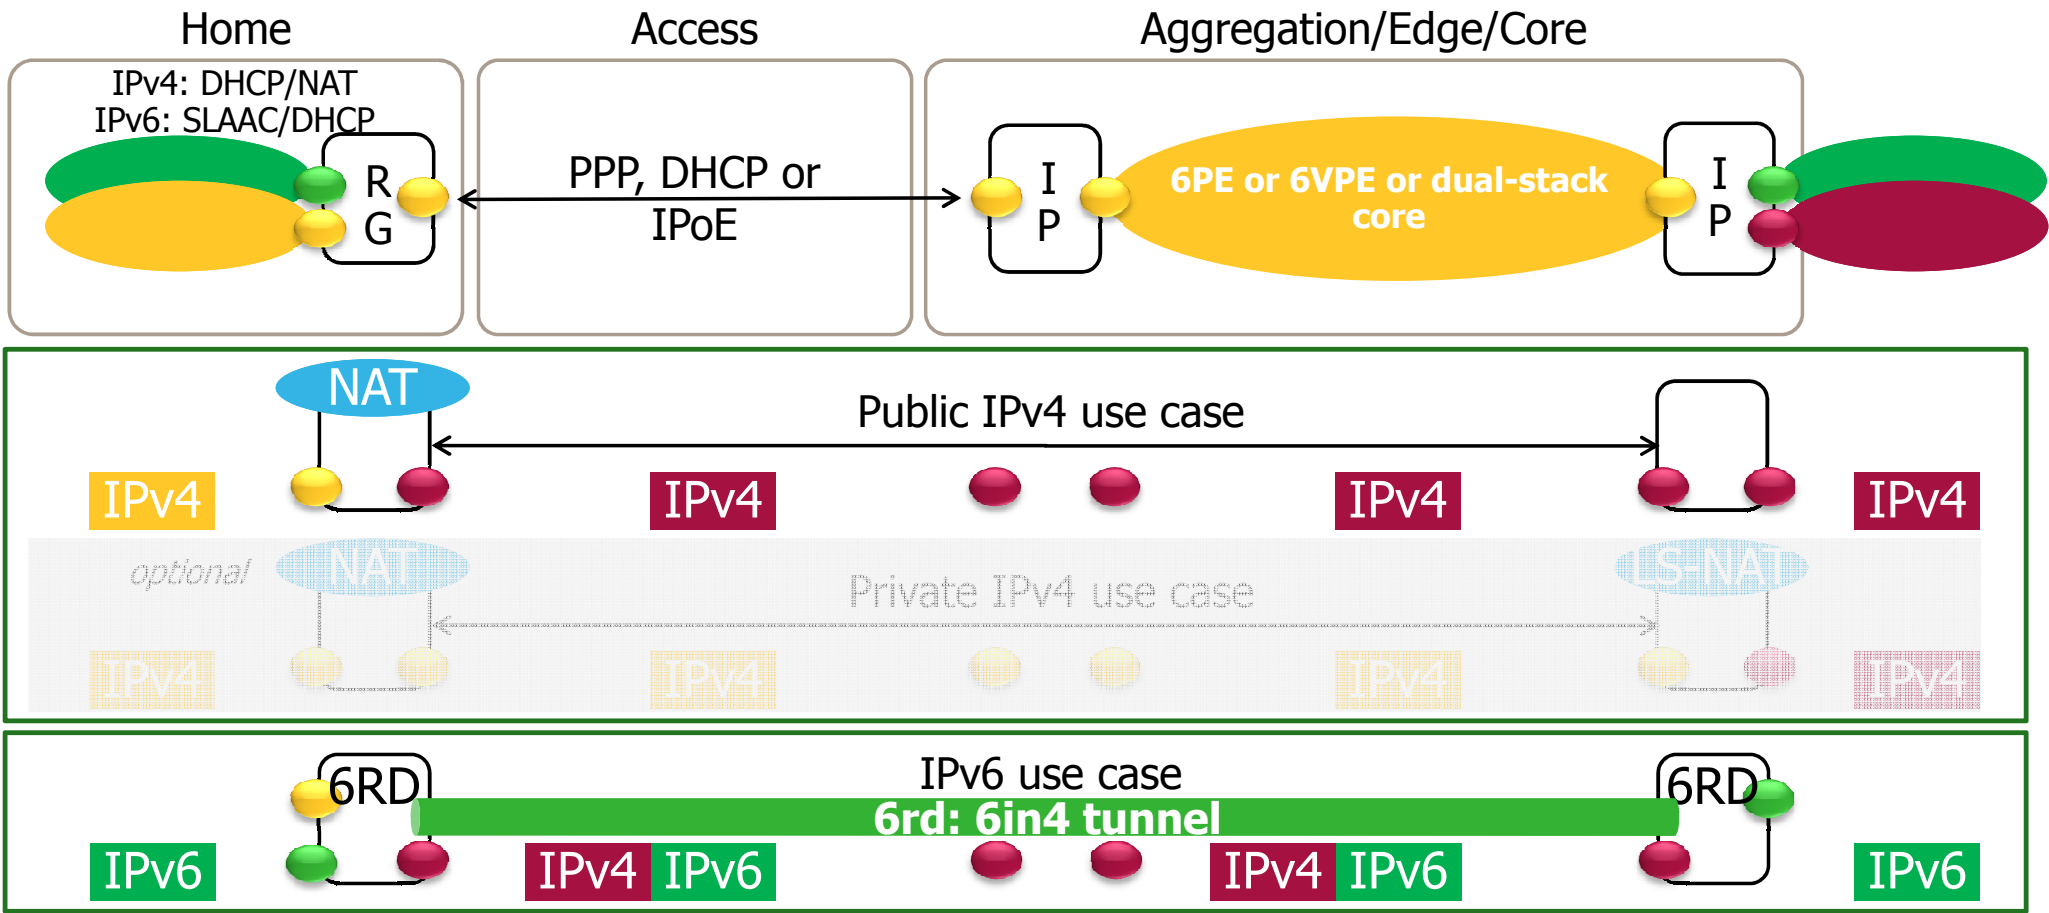 Home
Access
Aggregation/Edge/Core
IPv4: DHCP/NAT
IPv6: SLAAC/DHCP
R
G
PPP, DHCP or
IPoE
I
P
6PE or 6VPE or dual-stack
core
I
P
NAT
Public IPv4 use case
IPv4
IPv4
IPv4
IPv4
optional
NAT
Private IPv4 use case
LS-NAT
IPv4
IPv4
IPv4
IPv4
6RD
IPv6 use case
6RD
6rd: 6in4 tunnel
IPv6
IPv4
IPv6
IPv4
IPv6
IPv6